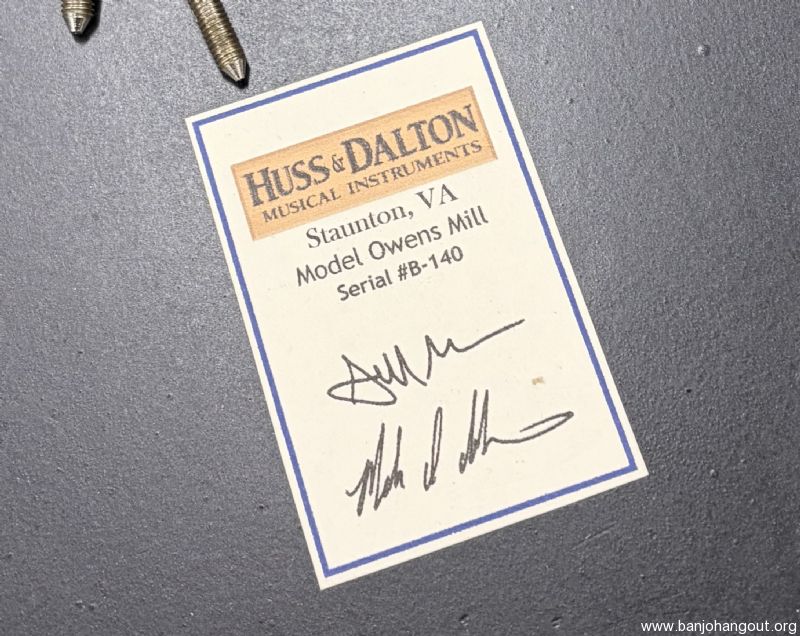 HUSS & DALTON
MUSICAL INSTRUMENTS
Staunton, VA
Model Owens Mill
Serial #B-140
www.banjohangout.org